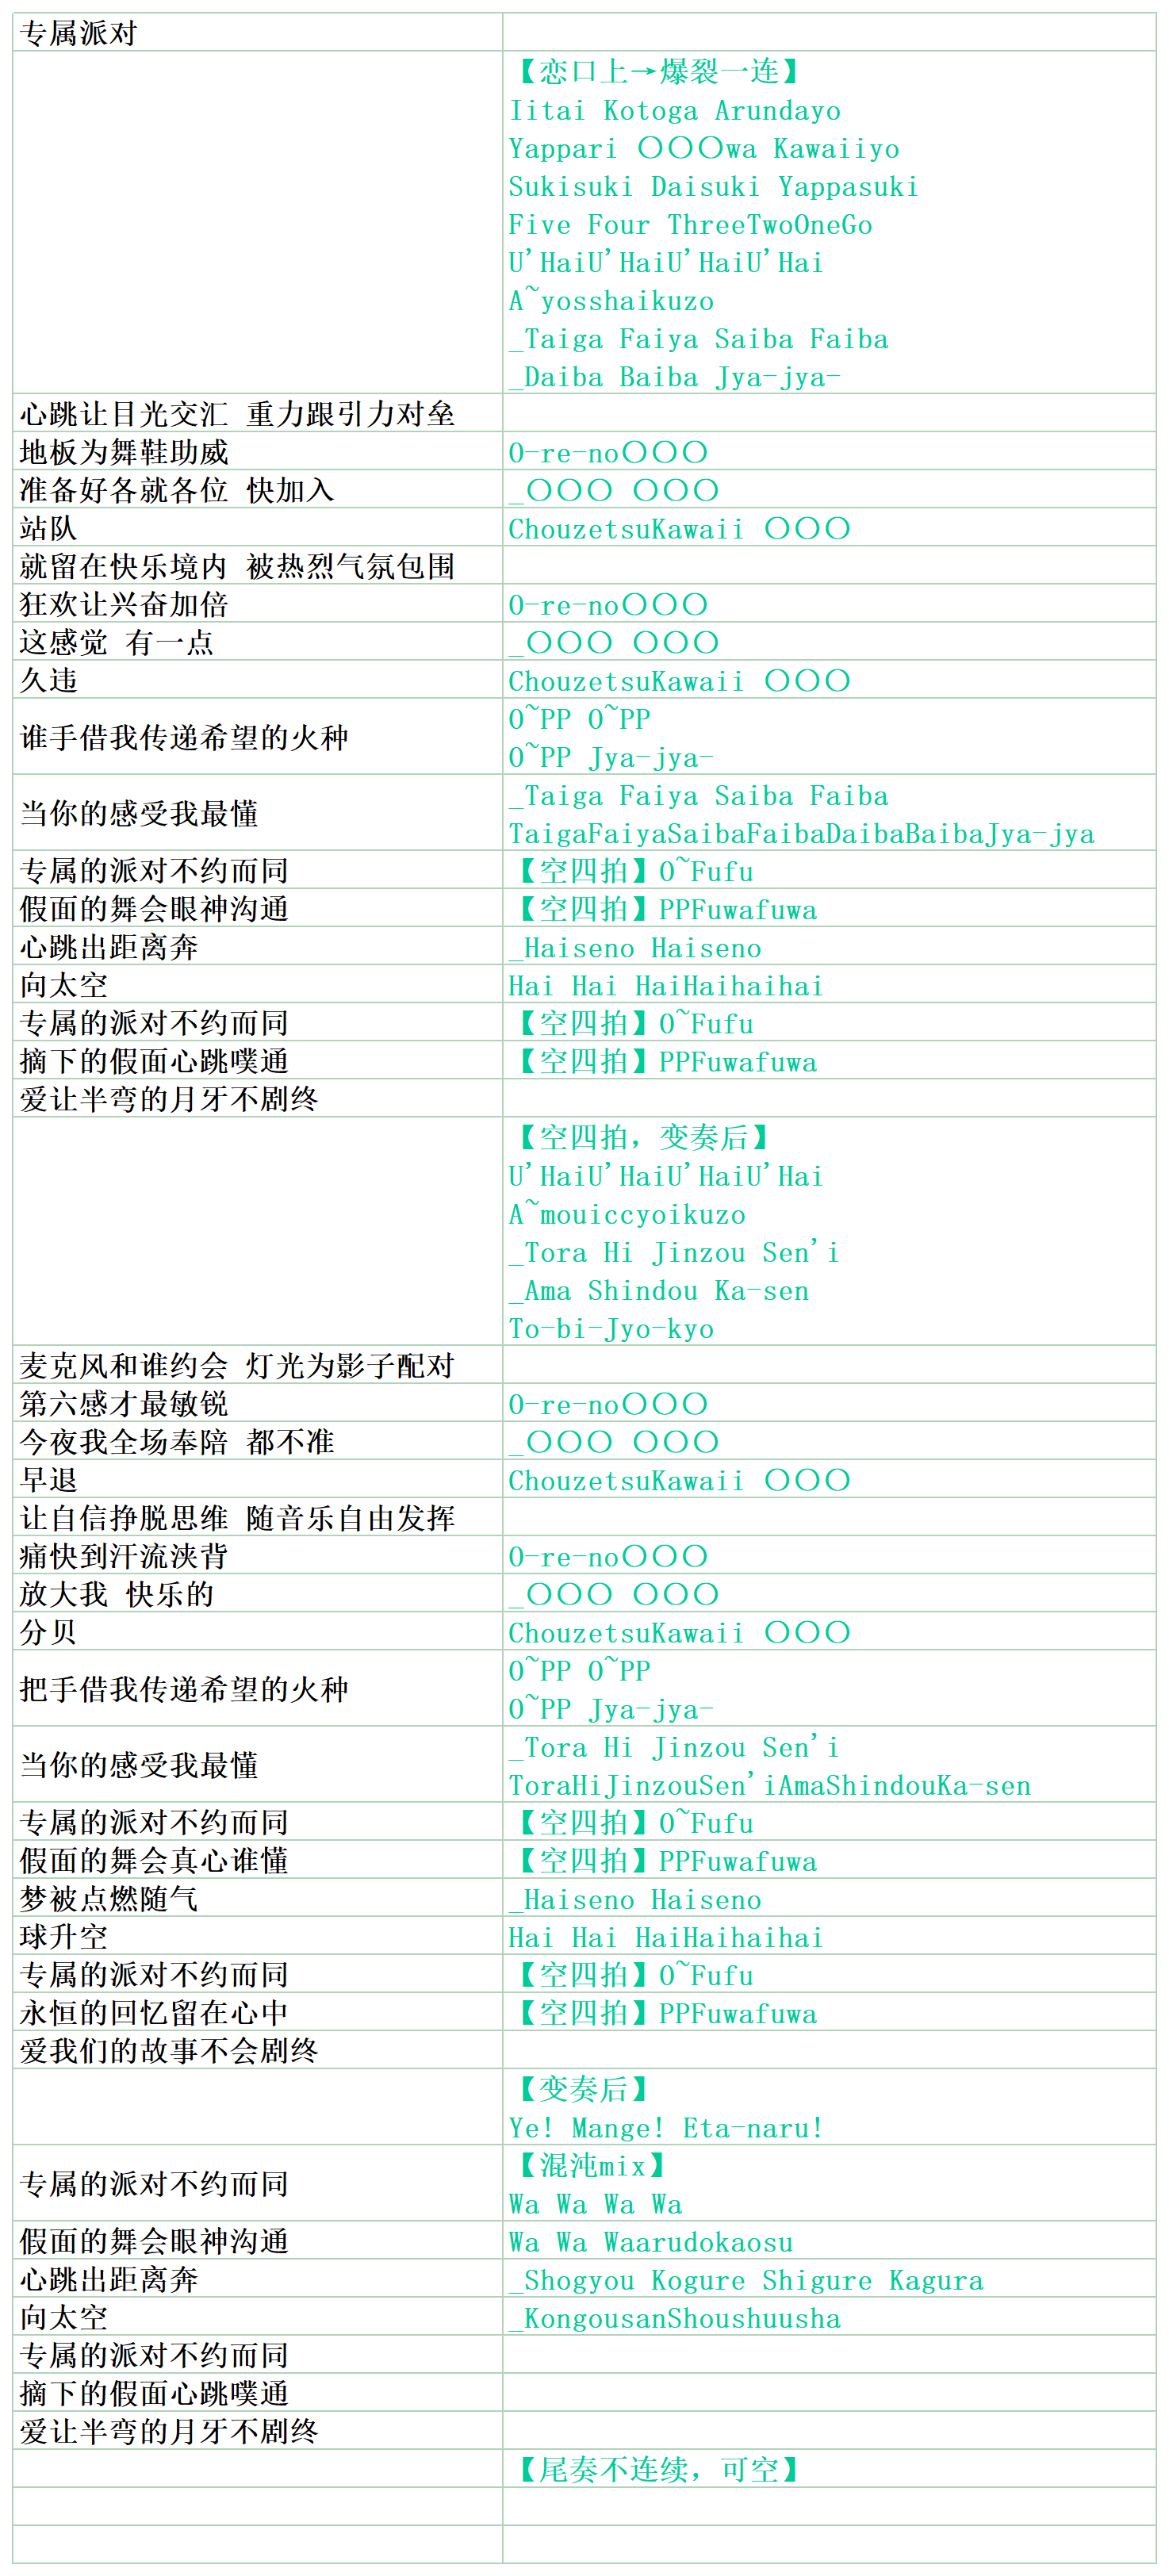 专属派对
【恋口上→爆裂一连】
Iitai Kotoga Arundayo
Yappari 〇〇〇wa Kawaiiyo
Sukisuki Daisuki Yappasuki
Five Four ThreeTwoOneGo
U'HaiU'HaiU'HaiU'Hai
A~yosshaikuzo
_Taiga Faiya Saiba Faiba
_Daiba Baiba Jya-jya-
心跳让目光交汇 重力跟引力对垒
地板为舞鞋助威
O-re-no〇〇〇
准备好各就各位 快加入
_〇〇〇 〇〇〇
站队
ChouzetsuKawaii 〇〇〇
就留在快乐境内 被热烈气氛包围
狂欢让兴奋加倍
O-re-no〇〇〇
这感觉 有一点
_〇〇〇 〇〇〇
久违
ChouzetsuKawaii 〇〇〇
谁手借我传递希望的火种
O~PP O~PP
O~PP Jya-jya-
当你的感受我最懂
_Taiga Faiya Saiba Faiba
TaigaFaiyaSaibaFaibaDaibaBaibaJya-jya
专属的派对不约而同
【空四拍】O~Fufu
假面的舞会眼神沟通
【空四拍】PPFuwafuwa
心跳出距离奔
_Haiseno Haiseno
向太空
Hai Hai HaiHaihaihai
专属的派对不约而同
【空四拍】O~Fufu
摘下的假面心跳噗通
【空四拍】PPFuwafuwa
爱让半弯的月牙不剧终
【空四拍，变奏后】
U'HaiU'HaiU'HaiU'Hai
A~mouiccyoikuzo
_Tora Hi Jinzou Sen'i
_Ama Shindou Ka-sen
To-bi-Jyo-kyo
麦克风和谁约会 灯光为影子配对
第六感才最敏锐
O-re-no〇〇〇
今夜我全场奉陪 都不准
_〇〇〇 〇〇〇
早退
ChouzetsuKawaii 〇〇〇
让自信挣脱思维 随音乐自由发挥
痛快到汗流浃背
O-re-no〇〇〇
放大我 快乐的
_〇〇〇 〇〇〇
分贝
ChouzetsuKawaii 〇〇〇
把手借我传递希望的火种
O~PP O~PP
O~PP Jya-jya-
当你的感受我最懂
_Tora Hi Jinzou Sen'i
ToraHiJinzouSen'iAmaShindouKa-sen
专属的派对不约而同
【空四拍】O~Fufu
假面的舞会真心谁懂
【空四拍】PPFuwafuwa
梦被点燃随气
_Haiseno Haiseno
球升空
Hai Hai HaiHaihaihai
专属的派对不约而同
【空四拍】O~Fufu
永恒的回忆留在心中
【空四拍】PPFuwafuwa
爱我们的故事不会剧终
【变奏后】
Ye! Mange! Eta-naru!
专属的派对不约而同
【混沌mix】
Wa Wa Wa Wa
假面的舞会眼神沟通
Wa Wa Waarudokaosu
心跳出距离奔
_Shogyou Kogure Shigure Kagura
向太空
_KongousanShoushuusha
专属的派对不约而同
摘下的假面心跳噗通
爱让半弯的月牙不剧终
【尾奏不连续，可空】